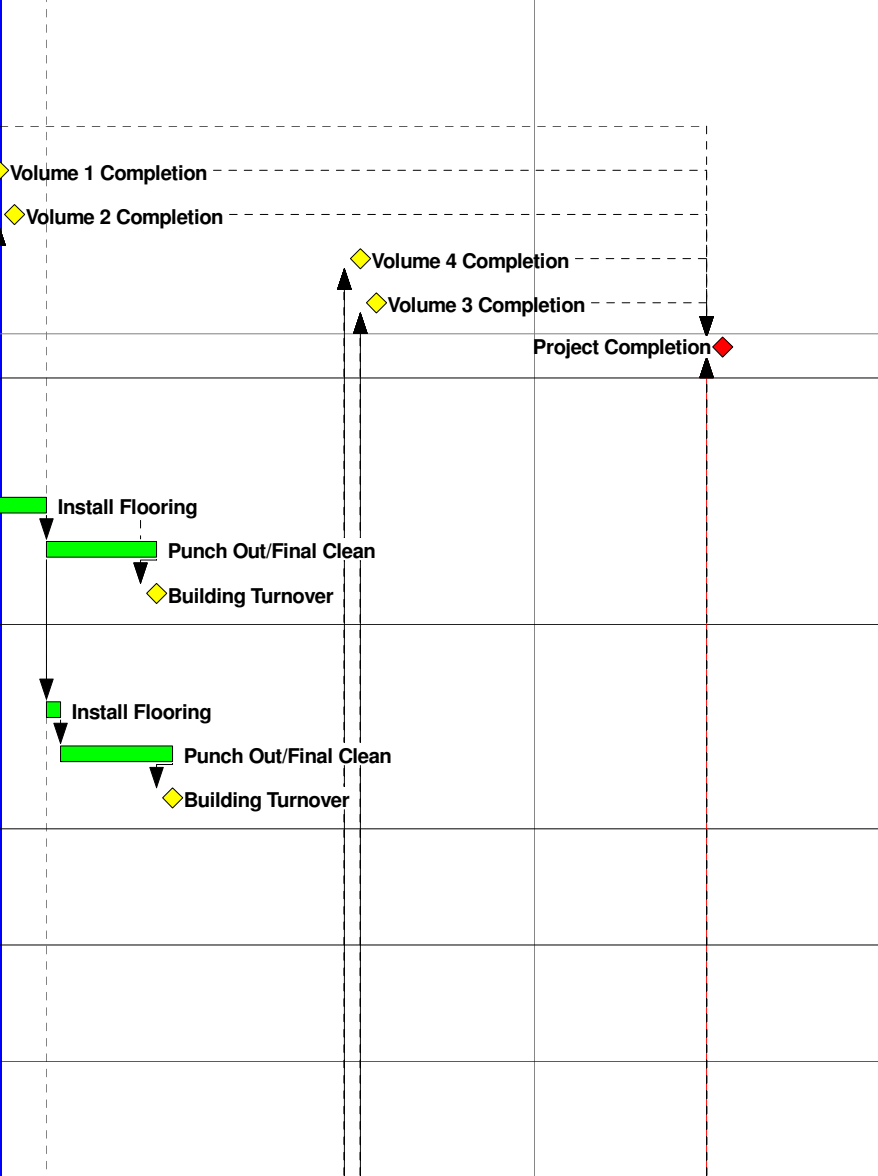 Volume 1 Completion
Volume 2 Completion
Volume 4 Completion
Volume 3 Completion
Project Completion
Install Flooring
Punch Out/Final Clean
Building Turnover
Install Flooring
Punch Out/Final Clean
Building Turnover